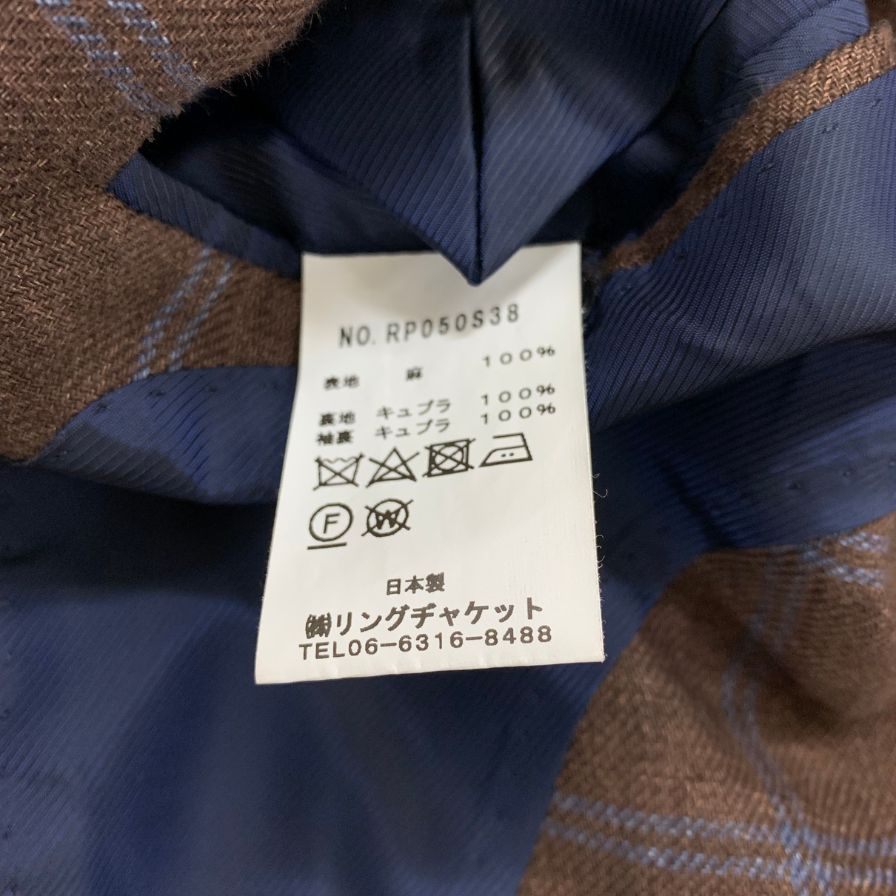 NO. RP050S38
表地 麻 100%
裏地 キュプラ 100%
袖裏 キュプラ 100%
F W
日本製
㈱リングヂャケット
TEL06-6316-8488